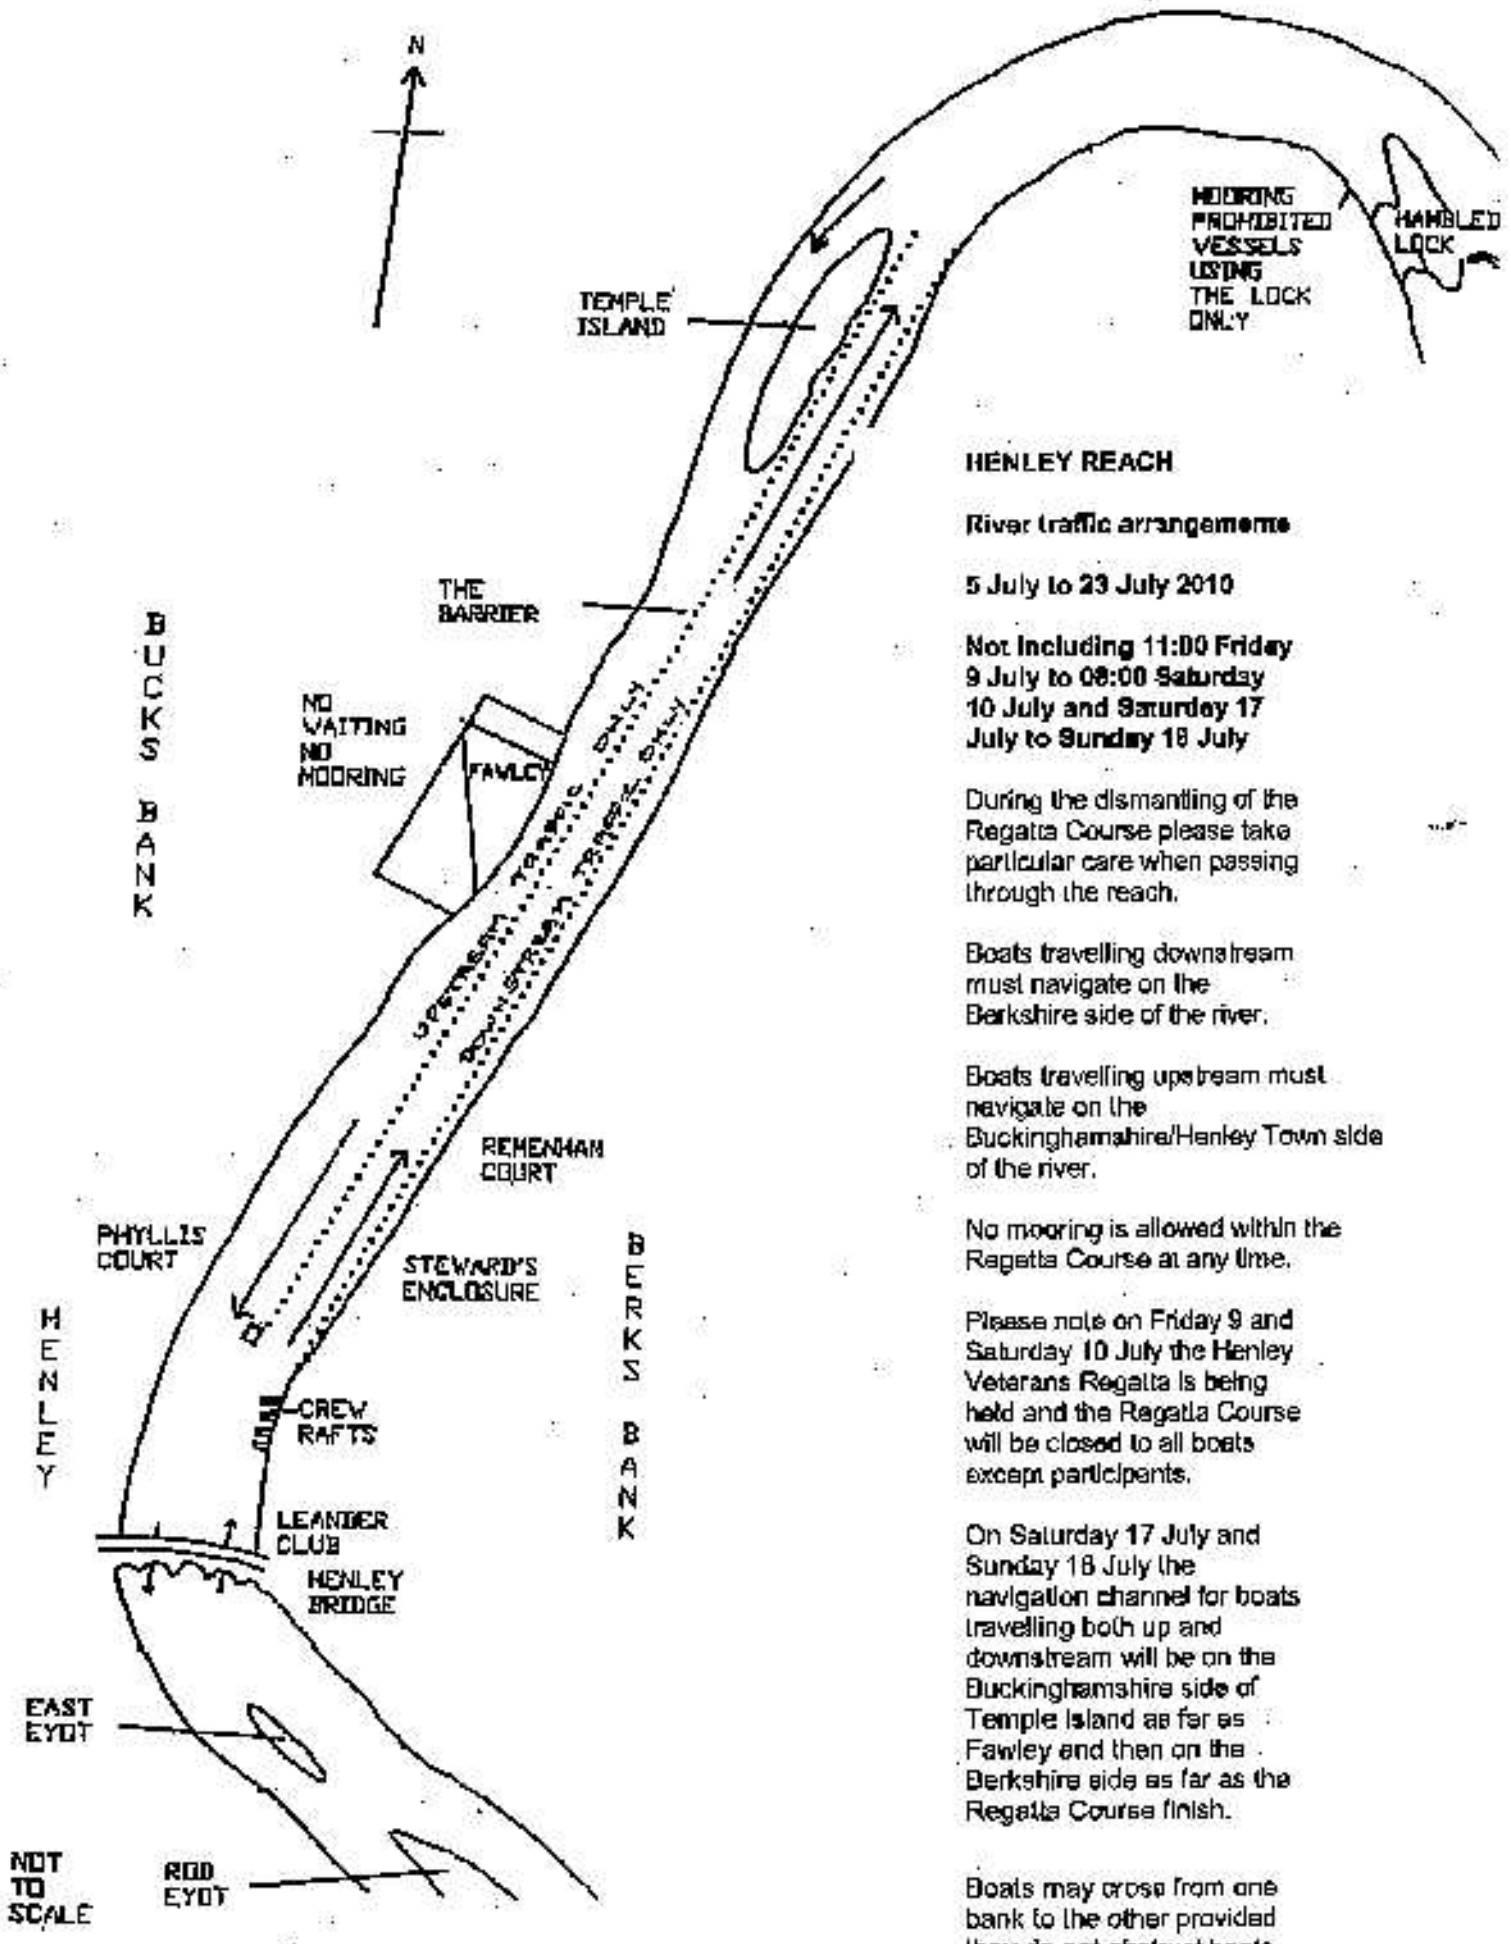 N
MOORING
PROHIBITED
VESSELS
USING
THE LOCK
ONLY
HAMBLED
LOCK
TEMPLE
ISLAND
THE
BARRIER
BUCKS BANK
NO
WAITING
NO
MOORING
FAWLEY
UPSTREAM TRAFFIC ONLY
DOWNSTREAM TRAFFIC ONLY
REMENHAM
COURT
PHYLLIS
COURT
STEWARD'S
ENCLOSURE
BERKS BANK
HENLEY
CREW
RAFTS
LEANDER
CLUB
HENLEY
BRIDGE
EAST
EYOT
ROD
EYOT
NOT
TO
SCALE
HENLEY REACH
River traffic arrangements
5 July to 23 July 2010
Not including 11:00 Friday
9 July to 08:00 Saturday
10 July and Saturday 17
July to Sunday 18 July
During the dismantling of the
Regatta Course please take
particular care when passing
through the reach.
Boats travelling downstream
must navigate on the
Berkshire side of the river.
Boats travelling upstream must
navigate on the
Buckinghamshire/Henley Town side
of the river.
No mooring is allowed within the
Regatta Course at any time.
Please note on Friday 9 and
Saturday 10 July the Henley
Veterans Regatta is being
held and the Regatta Course
will be closed to all boats
except participants.
On Saturday 17 July and
Sunday 18 July the
navigation channel for boats
travelling both up and
downstream will be on the
Buckinghamshire side of
Temple Island as far as
Fawley and then on the
Berkshire side as far as the
Regatta Course finish.
Boats may cross from one
bank to the other provided